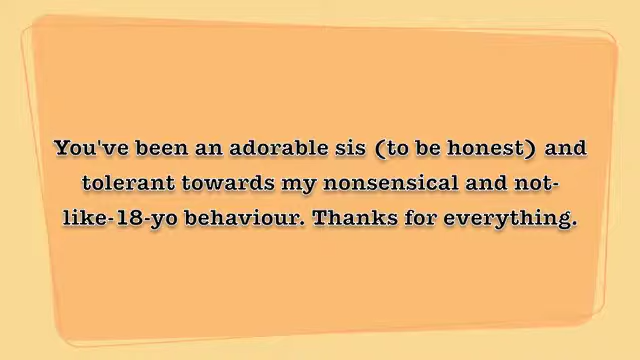 You've been an adorable sis (to be honest) and
tolerant towards my nonsensical and not-
like-18-yo behaviour. Thanks for everything.